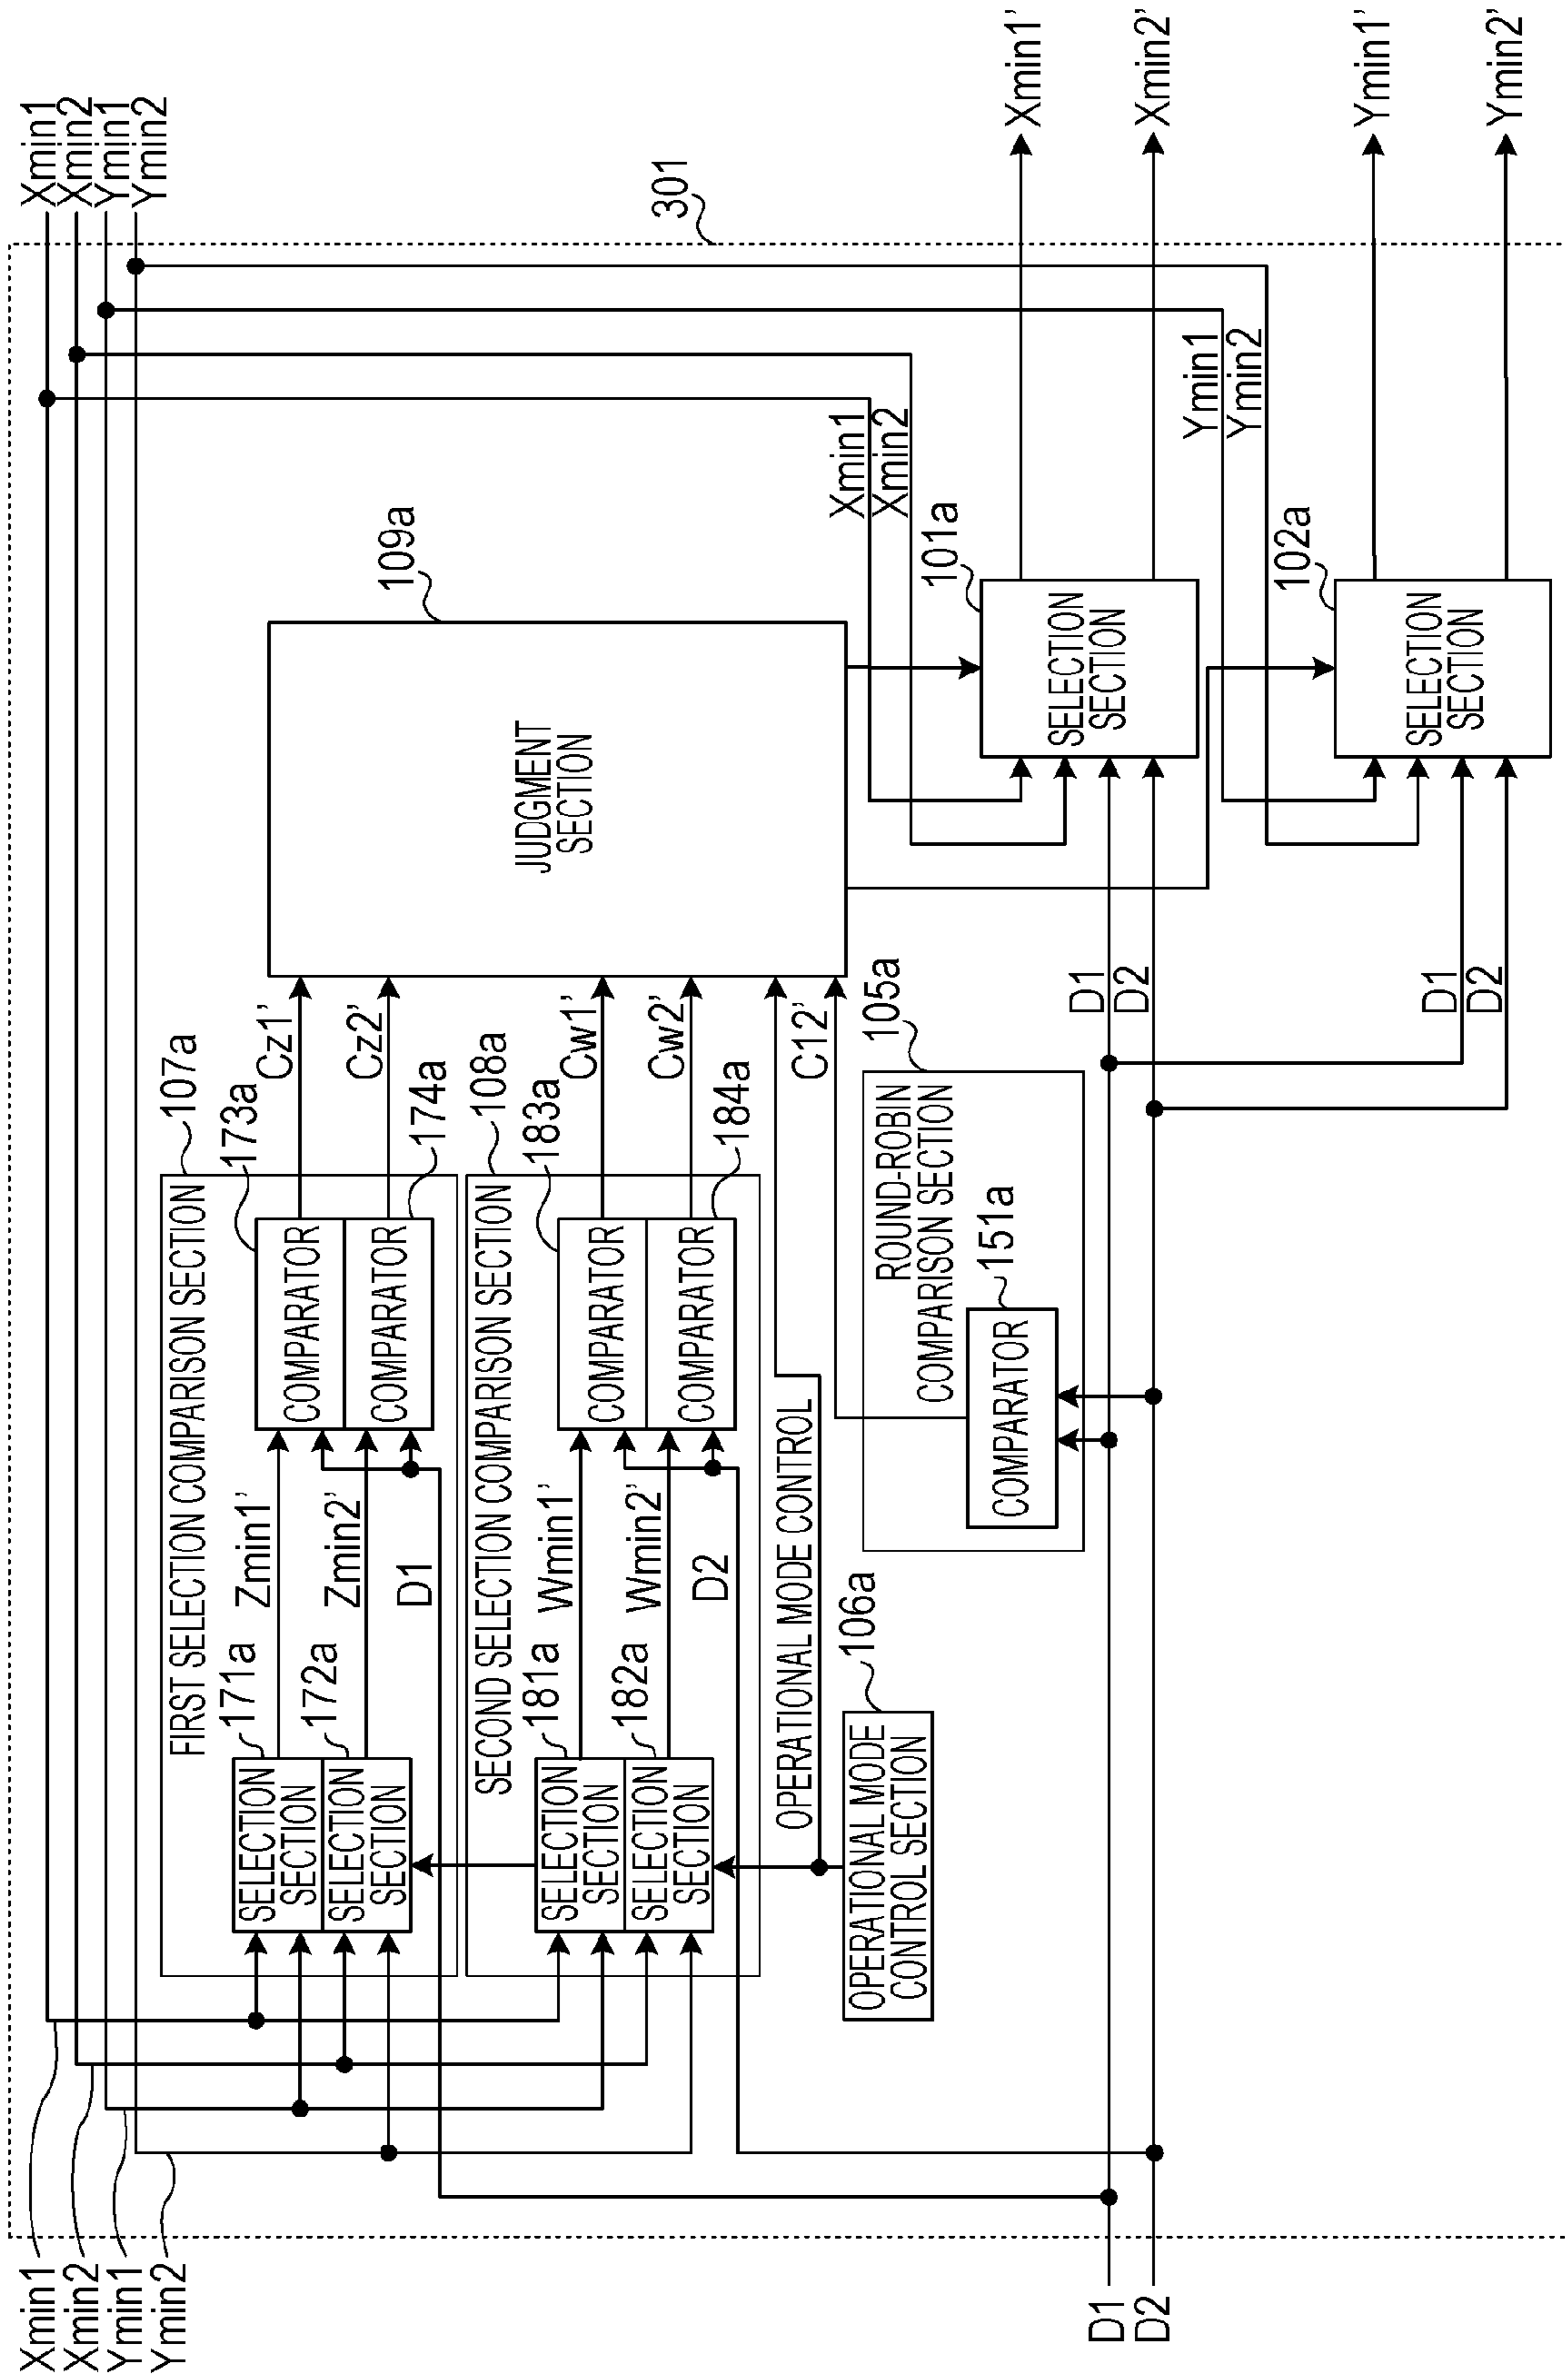 Xmin1
Xmin2
Ymin1
Ymin2
Xmin1
Xmin2
Ymin1
Ymin2
301
FIRST SELECTION COMPARISON SECTION
107a
171a
SELECTION
SECTION
172a
SELECTION
SECTION
Zmin1'
Zmin2'
D1
173a
COMPARATOR
COMPARATOR
174a
Cz1'
Cz2'
SECOND SELECTION COMPARISON SECTION
108a
181a
SELECTION
SECTION
182a
SELECTION
SECTION
Wmin1'
Wmin2'
D2
183a
COMPARATOR
COMPARATOR
184a
Cw1'
Cw2'
OPERATIONAL MODE CONTROL
C12'
106a
OPERATIONAL MODE
CONTROL SECTION
105a
ROUND-ROBIN
COMPARISON SECTION
151a
COMPARATOR
109a
JUDGMENT
SECTION
Xmin1
Xmin2
101a
SELECTION
SECTION
D1
D2
Xmin1'
Xmin2'
Ymin1
Ymin2
102a
SELECTION
SECTION
D1
D2
Ymin1'
Ymin2'
D1
D2